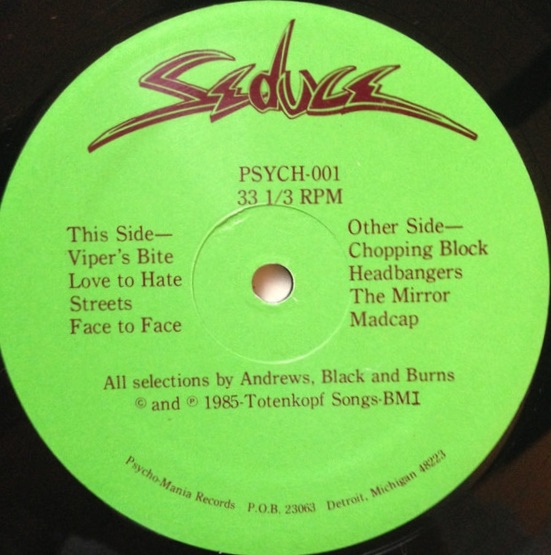 Seduce
PSYCH-001
33 1/3 RPM
This Side—
Viper's Bite
Love to Hate
Streets
Face to Face
Other Side—
Chopping Block
Headbangers
The Mirror
Madcap
All selections by Andrews, Black and Burns
© and ℗ 1985-Totenkopf Songs-BMI
Psycho-Mania Records P.O.B. 23063 Detroit, Michigan 48223